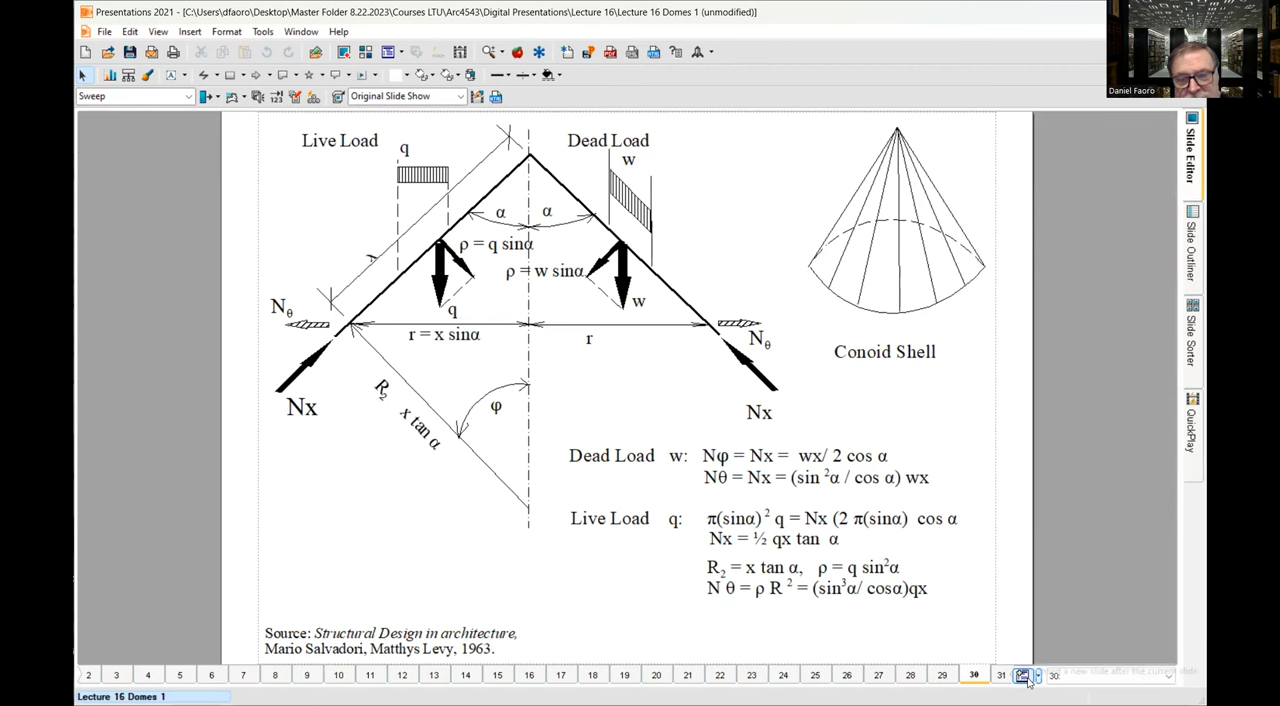 Presentations 2021 - [C:\Users\dfaoro\Desktop\Master Folder 8.22.2023\Courses LTU\Arc4543\Digital Presentations\Lecture 16\Lecture 16 Domes 1 (unmodified)]
File Edit View Insert Format Tools Window Help
Sweep
Original Slide Show
Daniel Faoro
Live Load
q
Dead Load
w
α
α
ρ = q sinα
ρ = w sinα
q
w
Nθ
r = x sinα
r
Nθ
Nx
Nx
R2 x tan α
φ
Conoid Shell
Dead Load w: Nφ = Nx = wx/ 2 cos α
Nθ = Nx = (sin ²α / cos α) wx
Live Load q: π(sinα) ² q = Nx (2 π(sinα) cos α
Nx = ½ qx tan α
R₂ = x tan α, ρ = q sin²α
N θ = ρ R ² = (sin³α/ cosα)qx
Source: Structural Design in architecture,
Mario Salvadori, Matthys Levy, 1963.
Slide Editor
Slide Outliner
Slide Sorter
QuickPlay
2 3 4 5 6 7 8 9 10 11 12 13 14 15 16 17 18 19 20 21 22 23 24 25 26 27 28 29 30 31
30:
a new slide after the current slide
Lecture 16 Domes 1